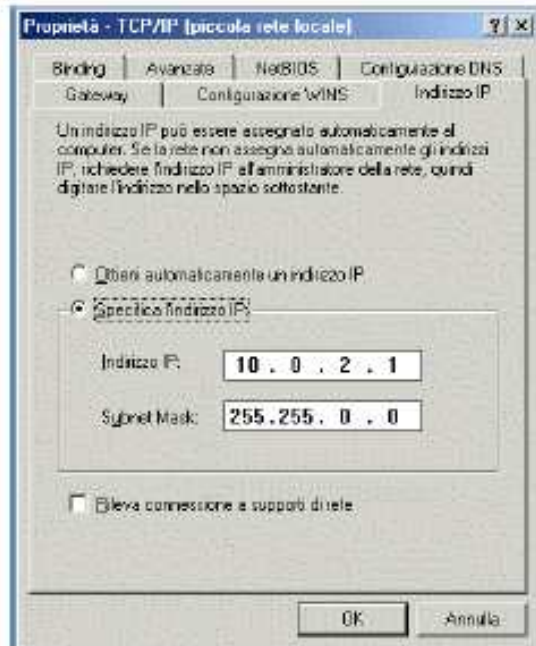 Proprietà - TCP/IP (piccola rete locale)
Binding Avanzate NetBIOS Configurazione DNS
Gateway Configurazione WINS Indirizzo IP
Un indirizzo IP può essere assegnato automaticamente al
computer. Se la rete non assegna automaticamente gli indirizzi
IP, richiedere l'indirizzo IP all'amministratore della rete, quindi
digitare l'indirizzo nello spazio sottostante.
Ottieni automaticamente un indirizzo IP
Specifica l'indirizzo IP:
Indirizzo IP: 10 . 0 . 2 . 1
Subnet Mask: 255.255. 0 . 0
Rileva connessione a supporti di rete
OK Annulla